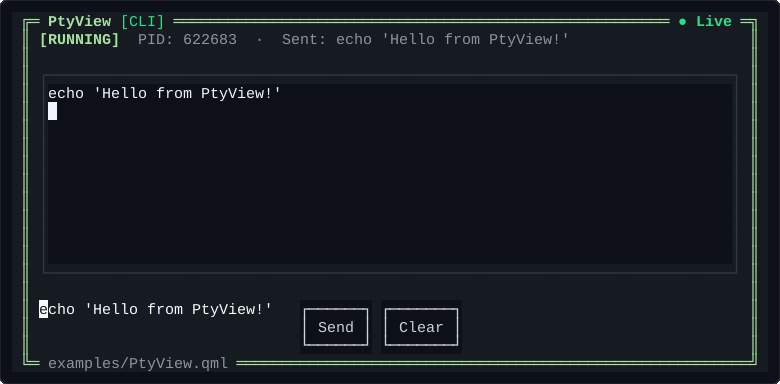 PtyView [CLI] ● Live
[RUNNING] PID: 622683 · Sent: echo 'Hello from PtyView!'
echo 'Hello from PtyView!'
echo 'Hello from PtyView!' Send Clear
examples/PtyView.qml